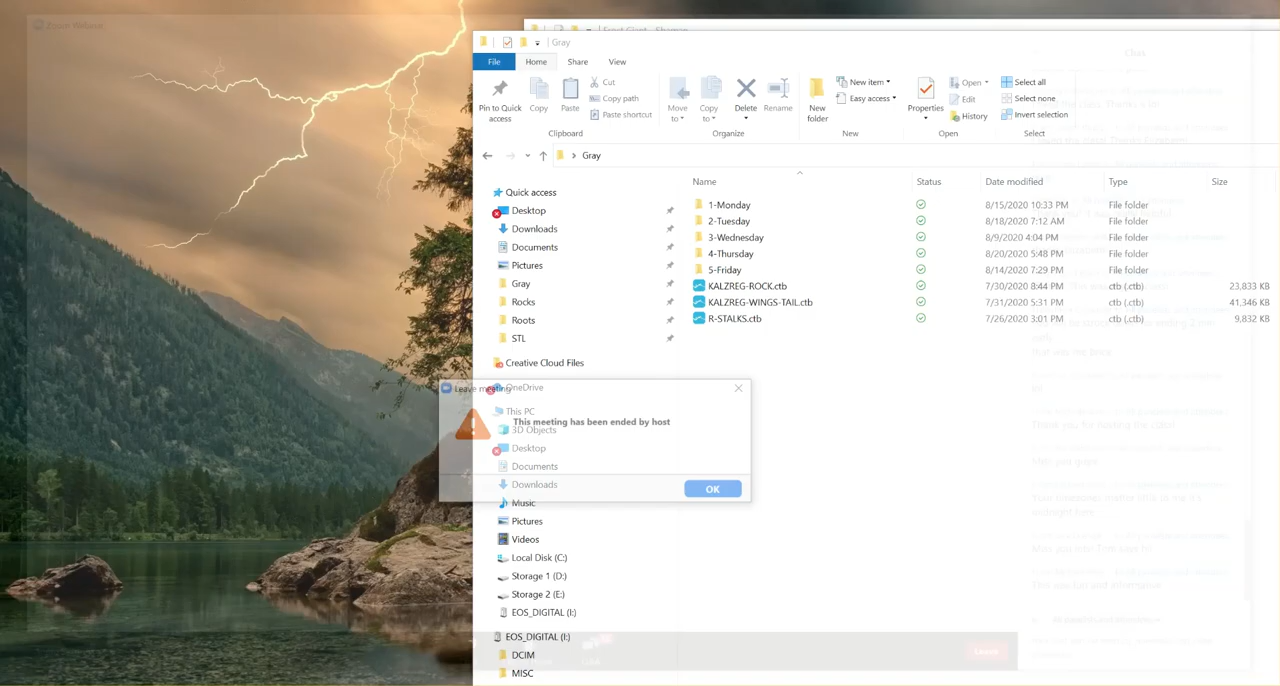 Zoom Webinar
Gray
File
Home
Share
View
Pin to Quick
access
Copy
Paste
Cut
Copy path
Paste shortcut
Clipboard
Move
to
Copy
to
Delete
Rename
Organize
New
folder
New item
Easy access
New
Properties
Open
Edit
History
Open
Select all
Select none
Invert selection
Select
Chat
Gray
Name
Status
Date modified
Type
Size
Quick access
Desktop
Downloads
Documents
Pictures
Gray
Rocks
Roots
STL
Creative Cloud Files
OneDrive
This PC
3D Objects
Desktop
Documents
Downloads
Music
Pictures
Videos
Local Disk (C:)
Storage 1 (D:)
Storage 2 (E:)
EOS_DIGITAL (I:)
EOS_DIGITAL (I:)
DCIM
MISC
1-Monday 8/15/2020 10:33 PM File folder
2-Tuesday 8/18/2020 7:12 AM File folder
3-Wednesday 8/9/2020 4:04 PM File folder
4-Thursday 8/20/2020 5:48 PM File folder
5-Friday 8/14/2020 7:29 PM File folder
KALZREG-ROCK.ctb 7/30/2020 8:44 PM ctb (.ctb) 23,833 KB
KALZREG-WINGS-TAIL.ctb 7/31/2020 5:31 PM ctb (.ctb) 41,346 KB
R-STALKS.ctb 7/26/2020 3:01 PM ctb (.ctb) 9,832 KB
Leave meeting
This meeting has been ended by host
OK